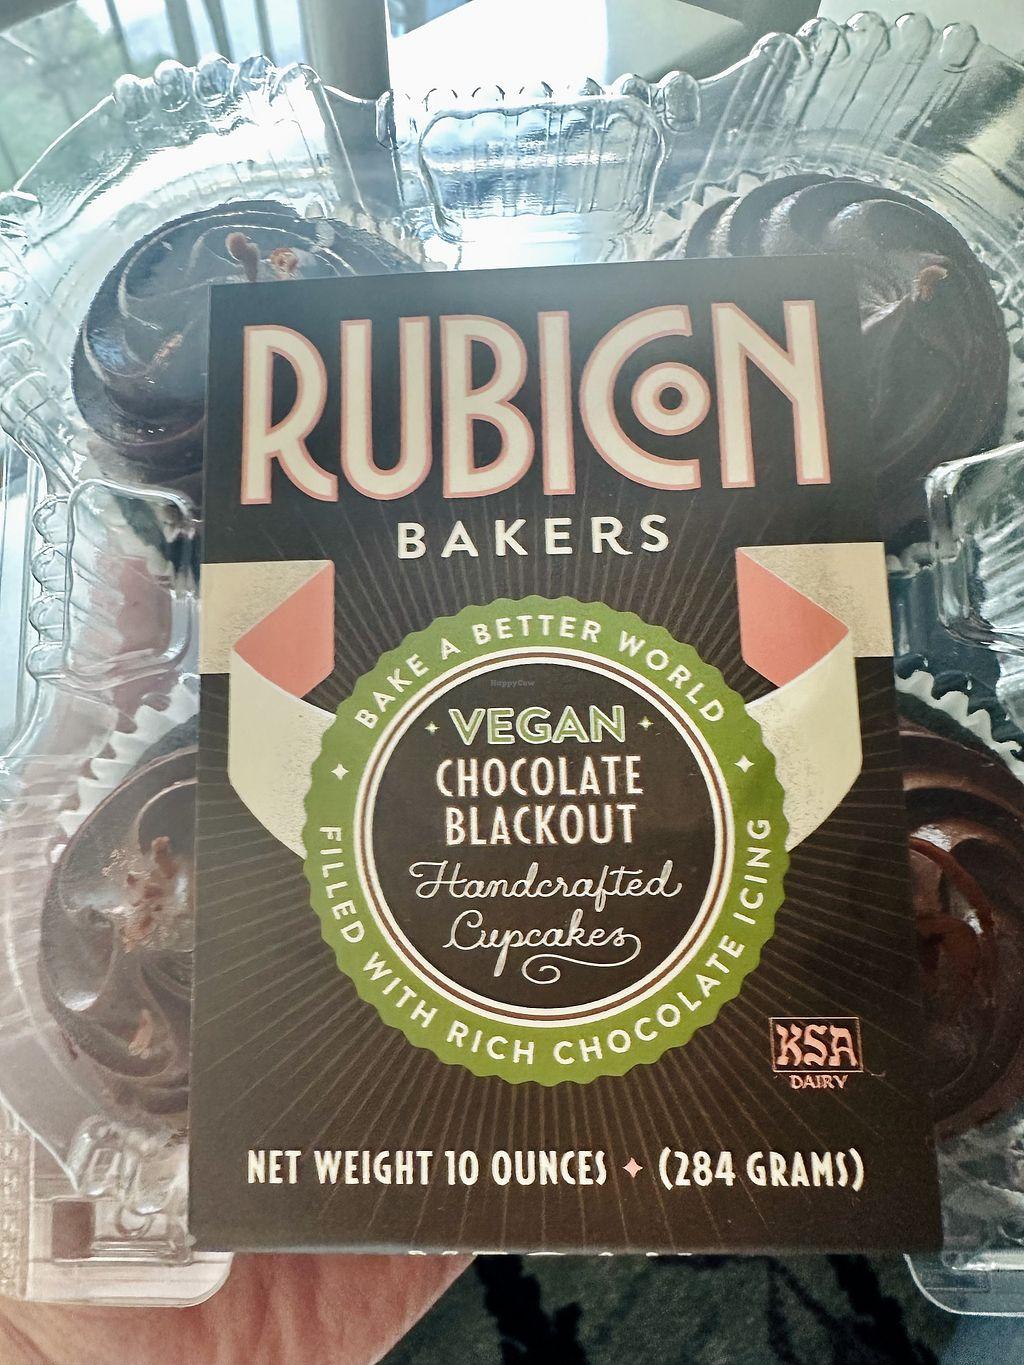 RUBICON
BAKERS
BAKE A BETTER WORLD
HappyCow
VEGAN
CHOCOLATE
BLACKOUT
Handcrafted
Cupcakes
FILLED WITH RICH CHOCOLATE ICING
KSA
DAIRY
NET WEIGHT 10 OUNCES (284 GRAMS)